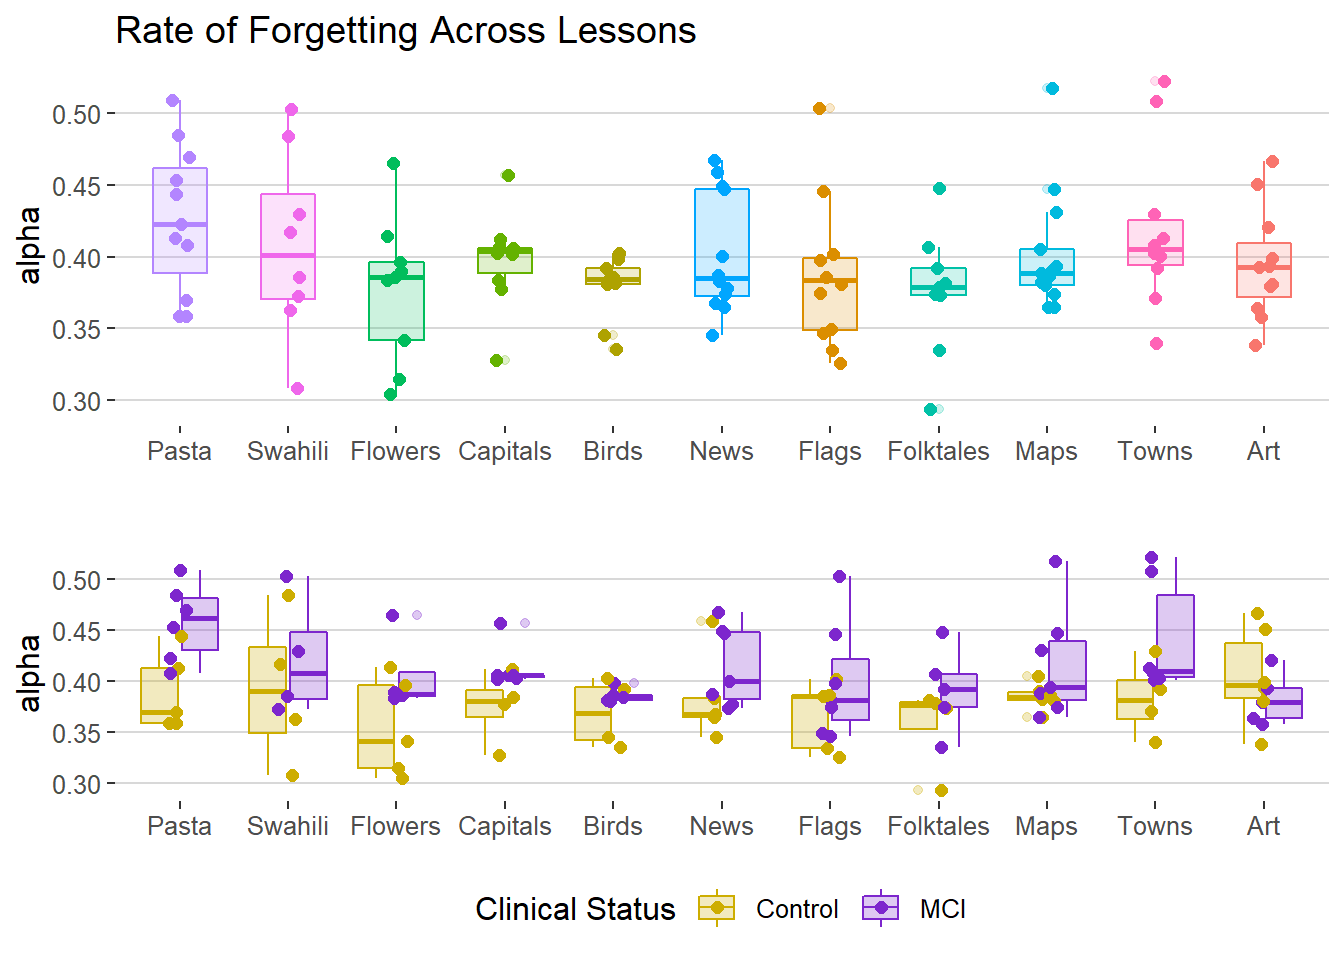 Rate of Forgetting Across Lessons
alpha
0.50
0.45
0.40
0.35
0.30
Pasta Swahili Flowers Capitals Birds News Flags Folktales Maps Towns Art
alpha
0.50
0.45
0.40
0.35
0.30
Pasta Swahili Flowers Capitals Birds News Flags Folktales Maps Towns Art
Clinical Status Control MCI